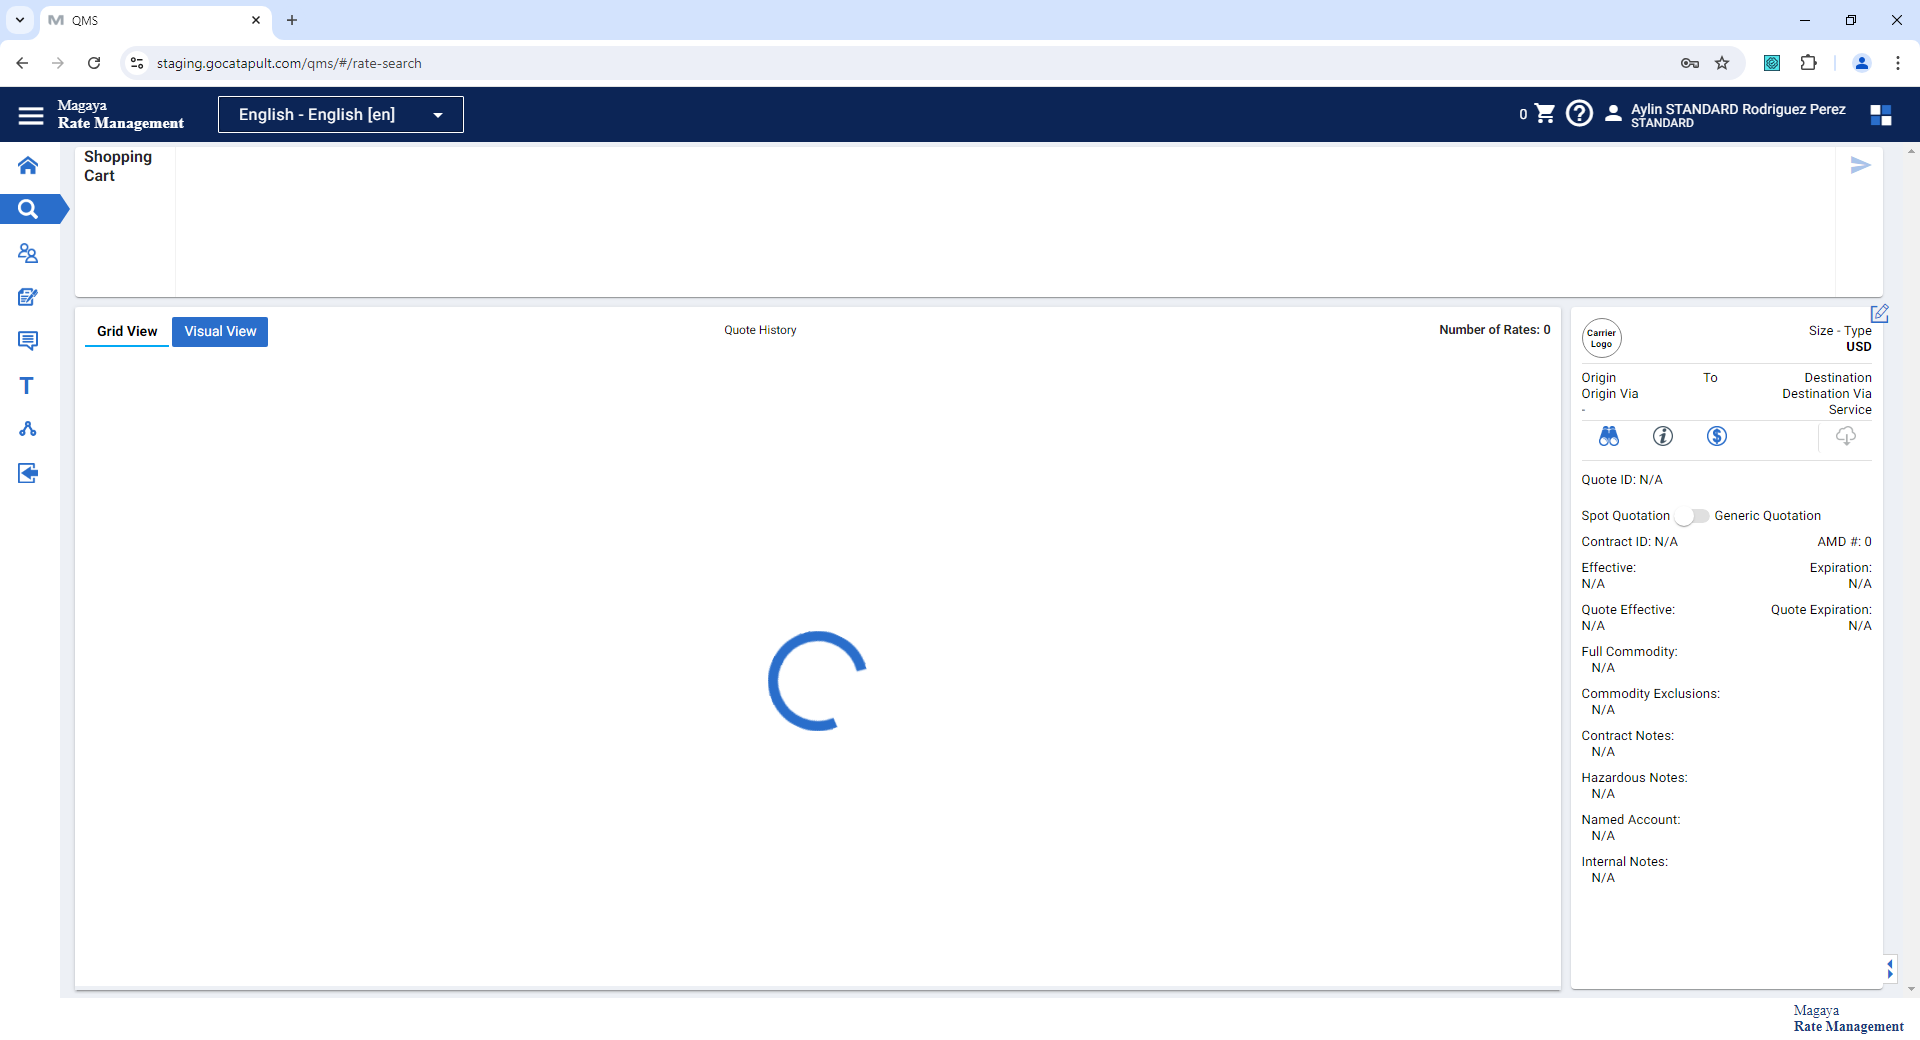 QMS
staging.gocatapult.com/qms/#/rate-search
Magaya
Rate Management
English - English [en]
0
Aylin STANDARD Rodriguez Perez
STANDARD
Shopping
Cart
Grid View
Visual View
Quote History
Number of Rates: 0
Carrier
Logo
Size - Type
USD
Origin
To
Destination
Origin Via
Destination Via
-
Service
Quote ID: N/A
Spot Quotation
Generic Quotation
Contract ID: N/A
AMD #: 0
Effective:
Expiration:
N/A
N/A
Quote Effective:
Quote Expiration:
N/A
N/A
Full Commodity:
N/A
Commodity Exclusions:
N/A
Contract Notes:
N/A
Hazardous Notes:
N/A
Named Account:
N/A
Internal Notes:
N/A
Magaya
Rate Management